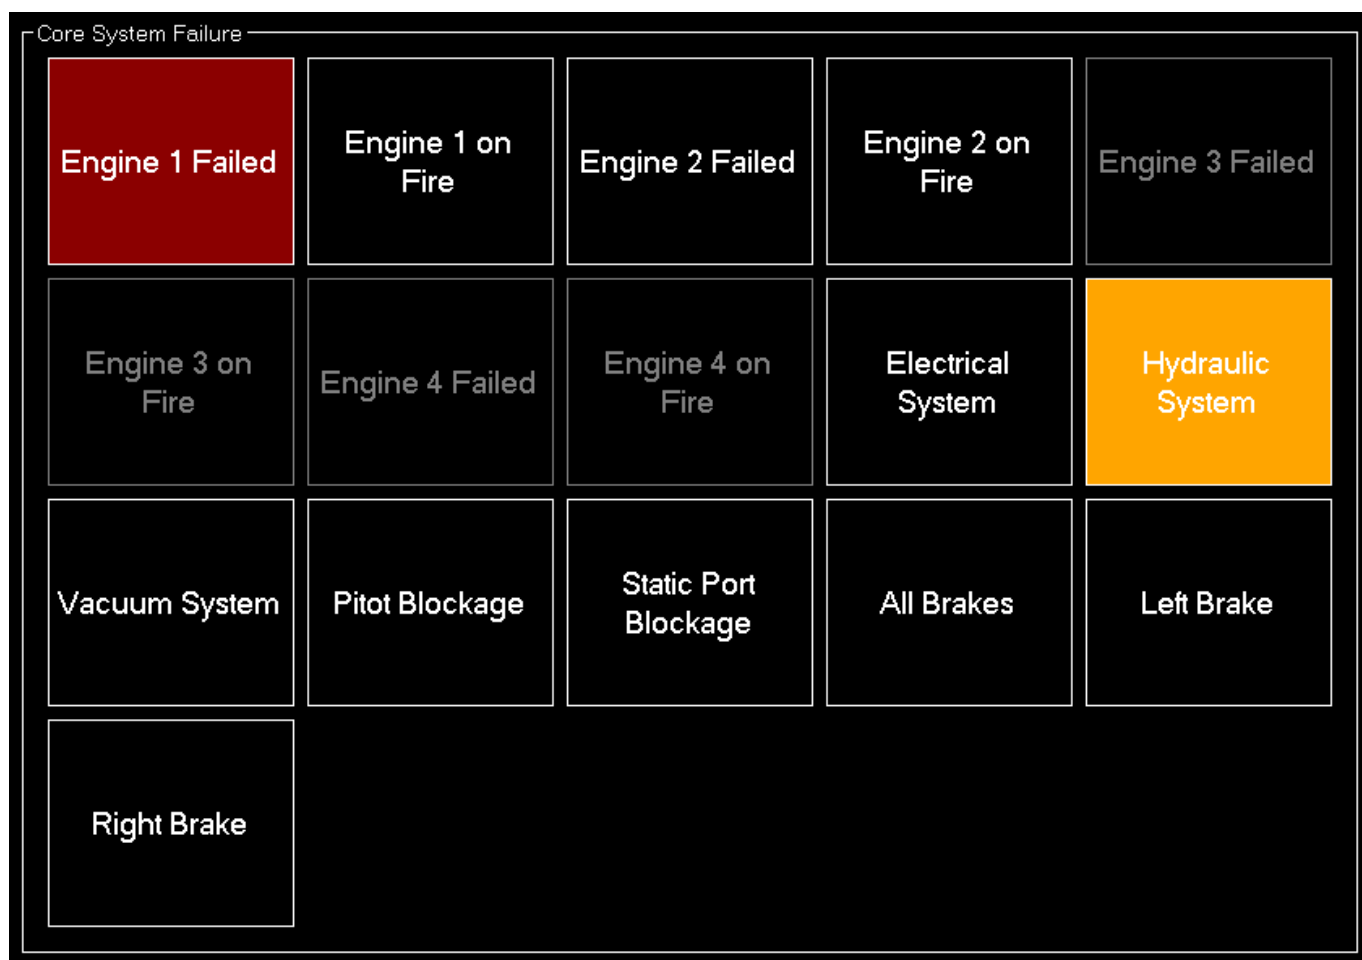 Core System Failure
Engine 1 Failed
Engine 1 on
Fire
Engine 2 Failed
Engine 2 on
Fire
Engine 3 Failed
Engine 3 on
Fire
Engine 4 Failed
Engine 4 on
Fire
Electrical
System
Hydraulic
System
Vacuum System
Pitot Blockage
Static Port
Blockage
All Brakes
Left Brake
Right Brake